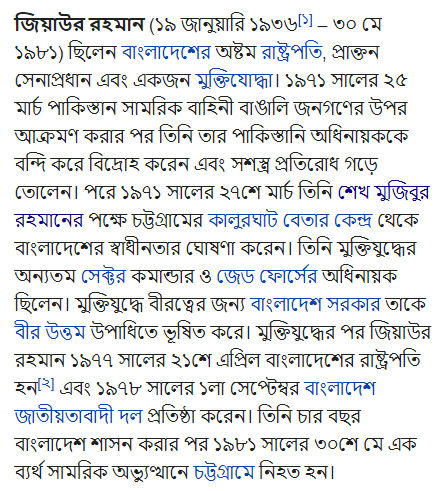 জিয়াউর রহমান (১৯ জানুয়ারি ১৯৩৬[১] – ৩০ মে
১৯৮১) ছিলেন বাংলাদেশের অষ্টম রাষ্ট্রপতি, প্রাক্তন
সেনাপ্রধান এবং একজন মুক্তিযোদ্ধা। ১৯৭১ সালের ২৫
মার্চ পাকিস্তান সামরিক বাহিনী বাঙালি জনগণের উপর
আক্রমণ করার পর তিনি তার পাকিস্তানি অধিনায়ককে
বন্দি করে বিদ্রোহ করেন এবং সশস্ত্র প্রতিরোধ গড়ে
তোলেন। পরে ১৯৭১ সালের ২৭শে মার্চ তিনি শেখ মুজিবুর
রহমানের পক্ষে চট্টগ্রামের কালুরঘাট বেতার কেন্দ্র থেকে
বাংলাদেশের স্বাধীনতার ঘোষণা করেন। তিনি মুক্তিযুদ্ধের
অন্যতম সেক্টর কমান্ডার ও জেড ফোর্সের অধিনায়ক
ছিলেন। মুক্তিযুদ্ধে বীরত্বের জন্য বাংলাদেশ সরকার তাকে
বীর উত্তম উপাধিতে ভূষিত করে। মুক্তিযুদ্ধের পর জিয়াউর
রহমান ১৯৭৭ সালের ২১শে এপ্রিল বাংলাদেশের রাষ্ট্রপতি
হন[২] এবং ১৯৭৮ সালের ১লা সেপ্টেম্বর বাংলাদেশ
জাতীয়তাবাদী দল প্রতিষ্ঠা করেন। তিনি চার বছর
বাংলাদেশ শাসন করার পর ১৯৮১ সালের ৩০শে মে এক
ব্যর্থ সামরিক অভ্যুত্থানে চট্টগ্রামে নিহত হন।